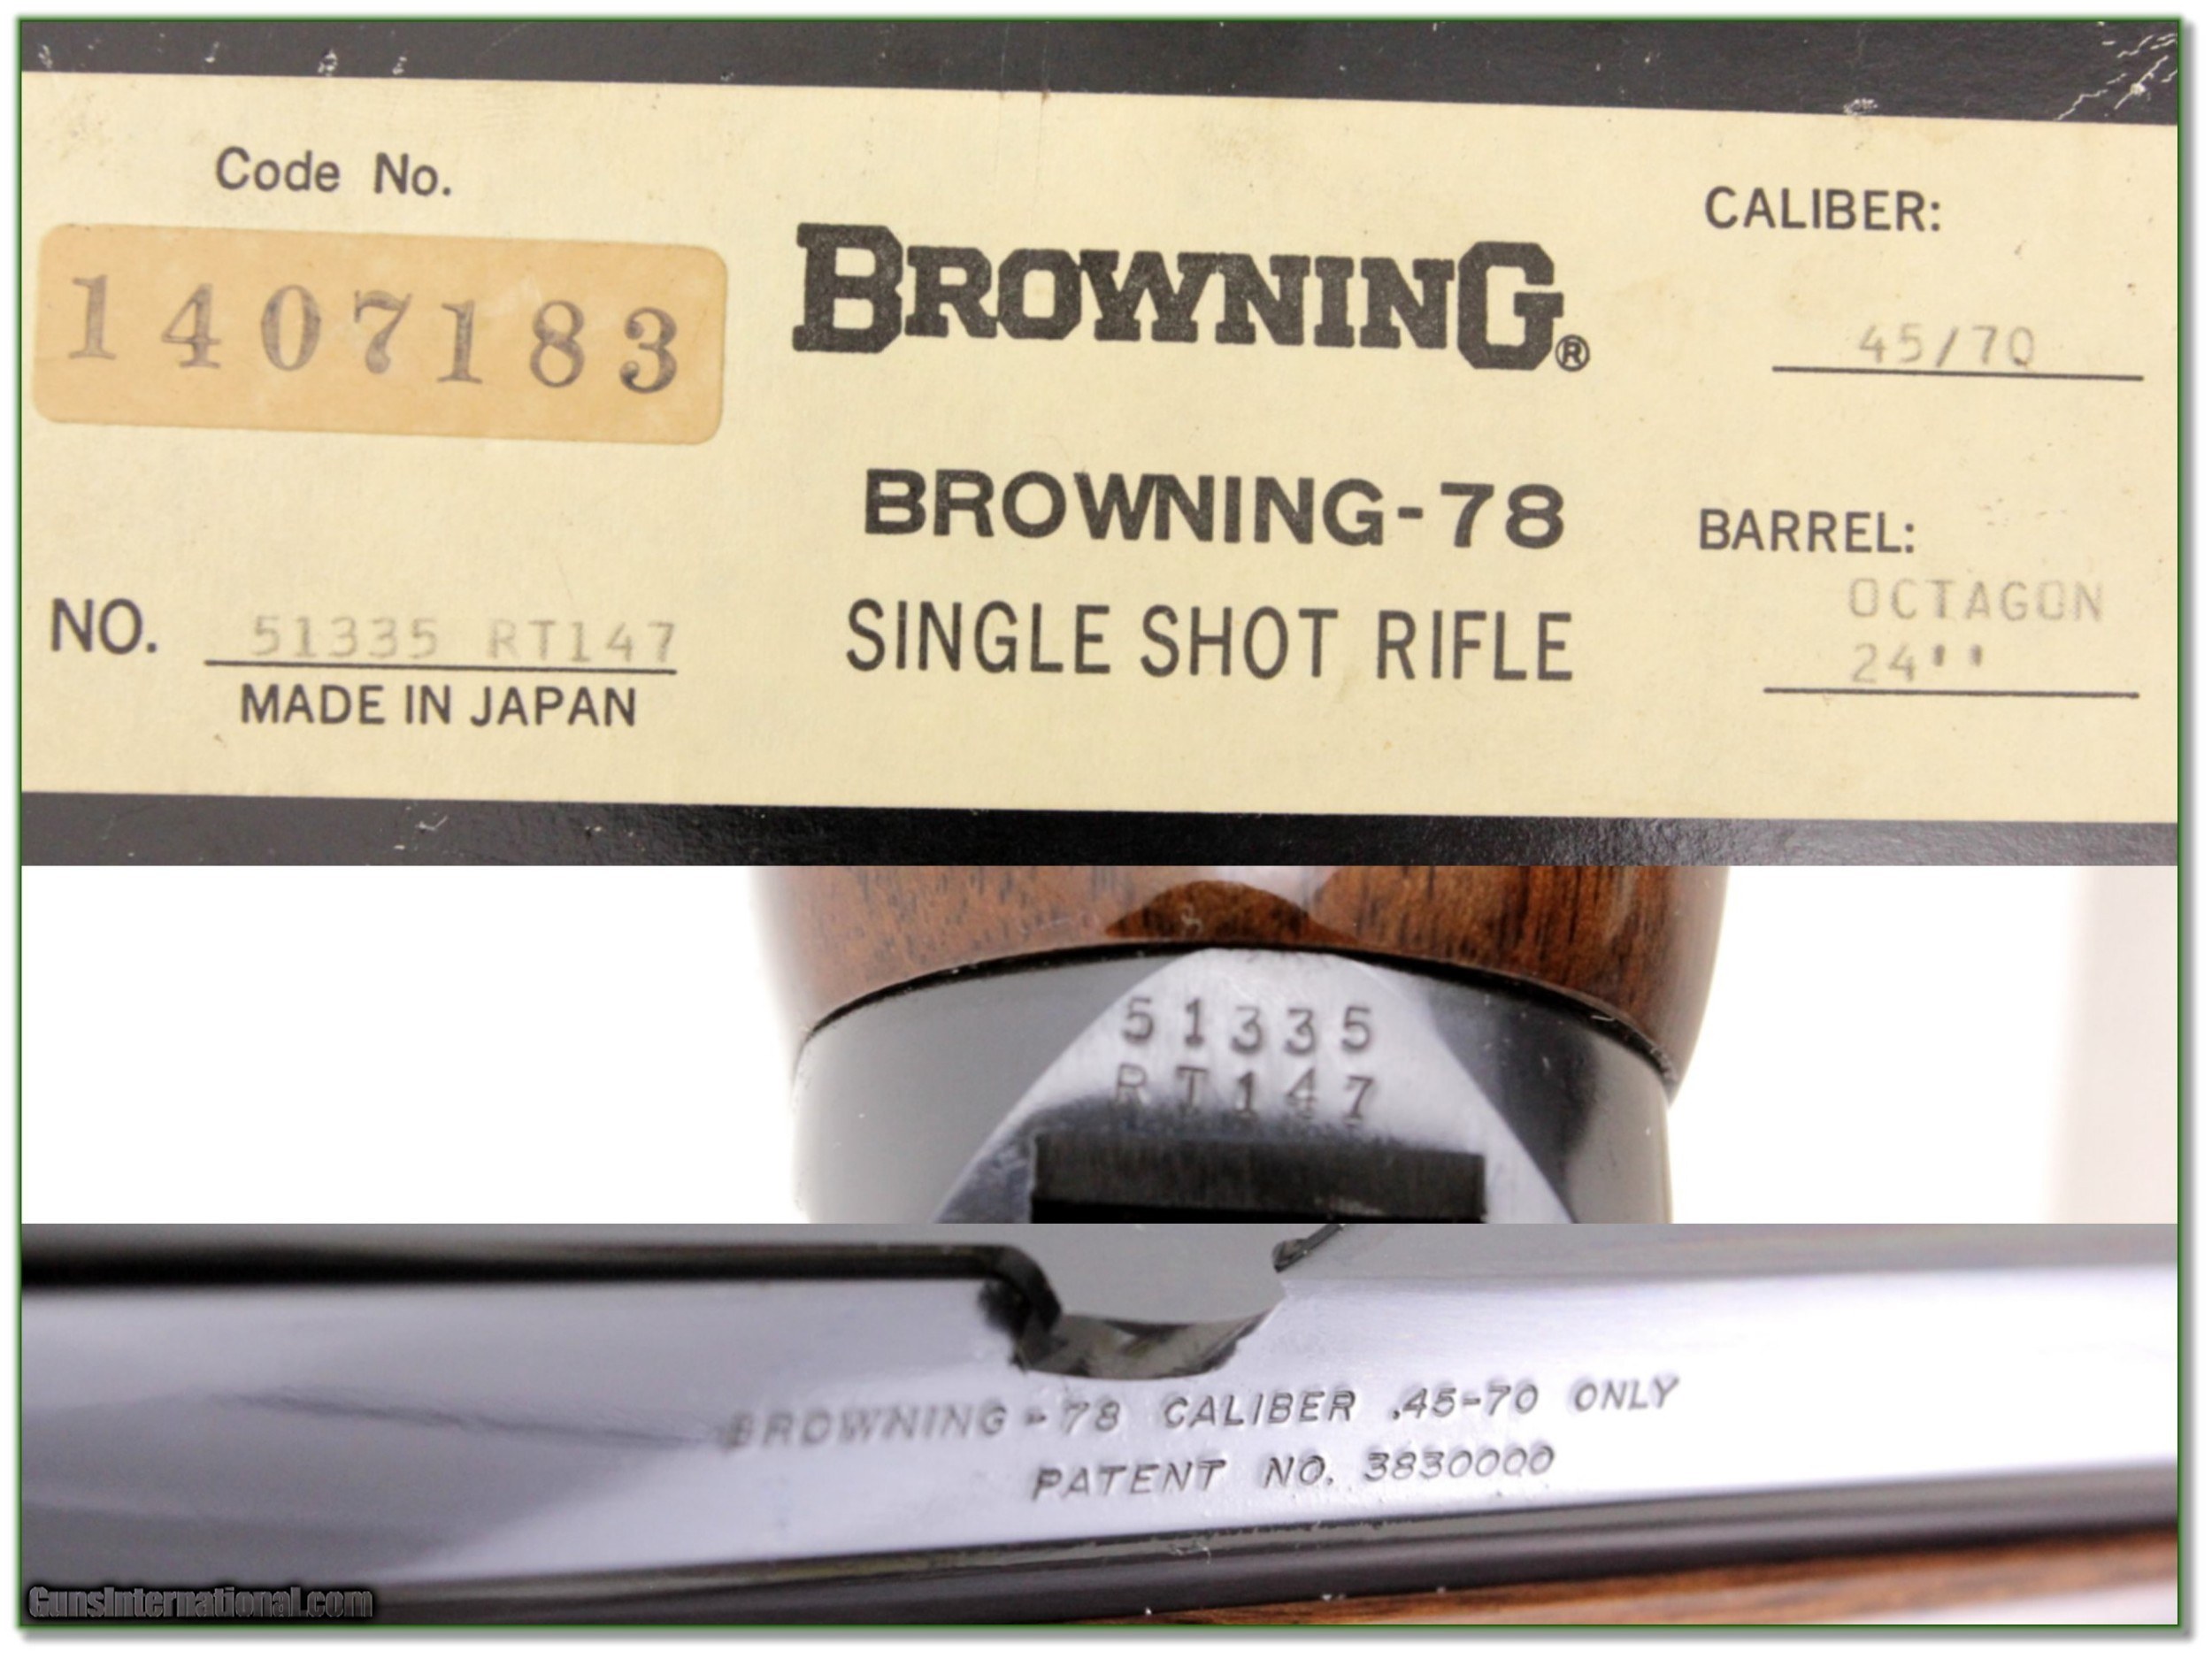 Code No.
1407183
NO. 51335 RT147
MADE IN JAPAN
BROWNING®
BROWNING-78
SINGLE SHOT RIFLE
CALIBER:
45/70
BARREL:
OCTAGON
24"
51335
RT147
BROWNING-78 CALIBER .45-70 ONLY
PATENT NO. 3830000
GunsInternational.com